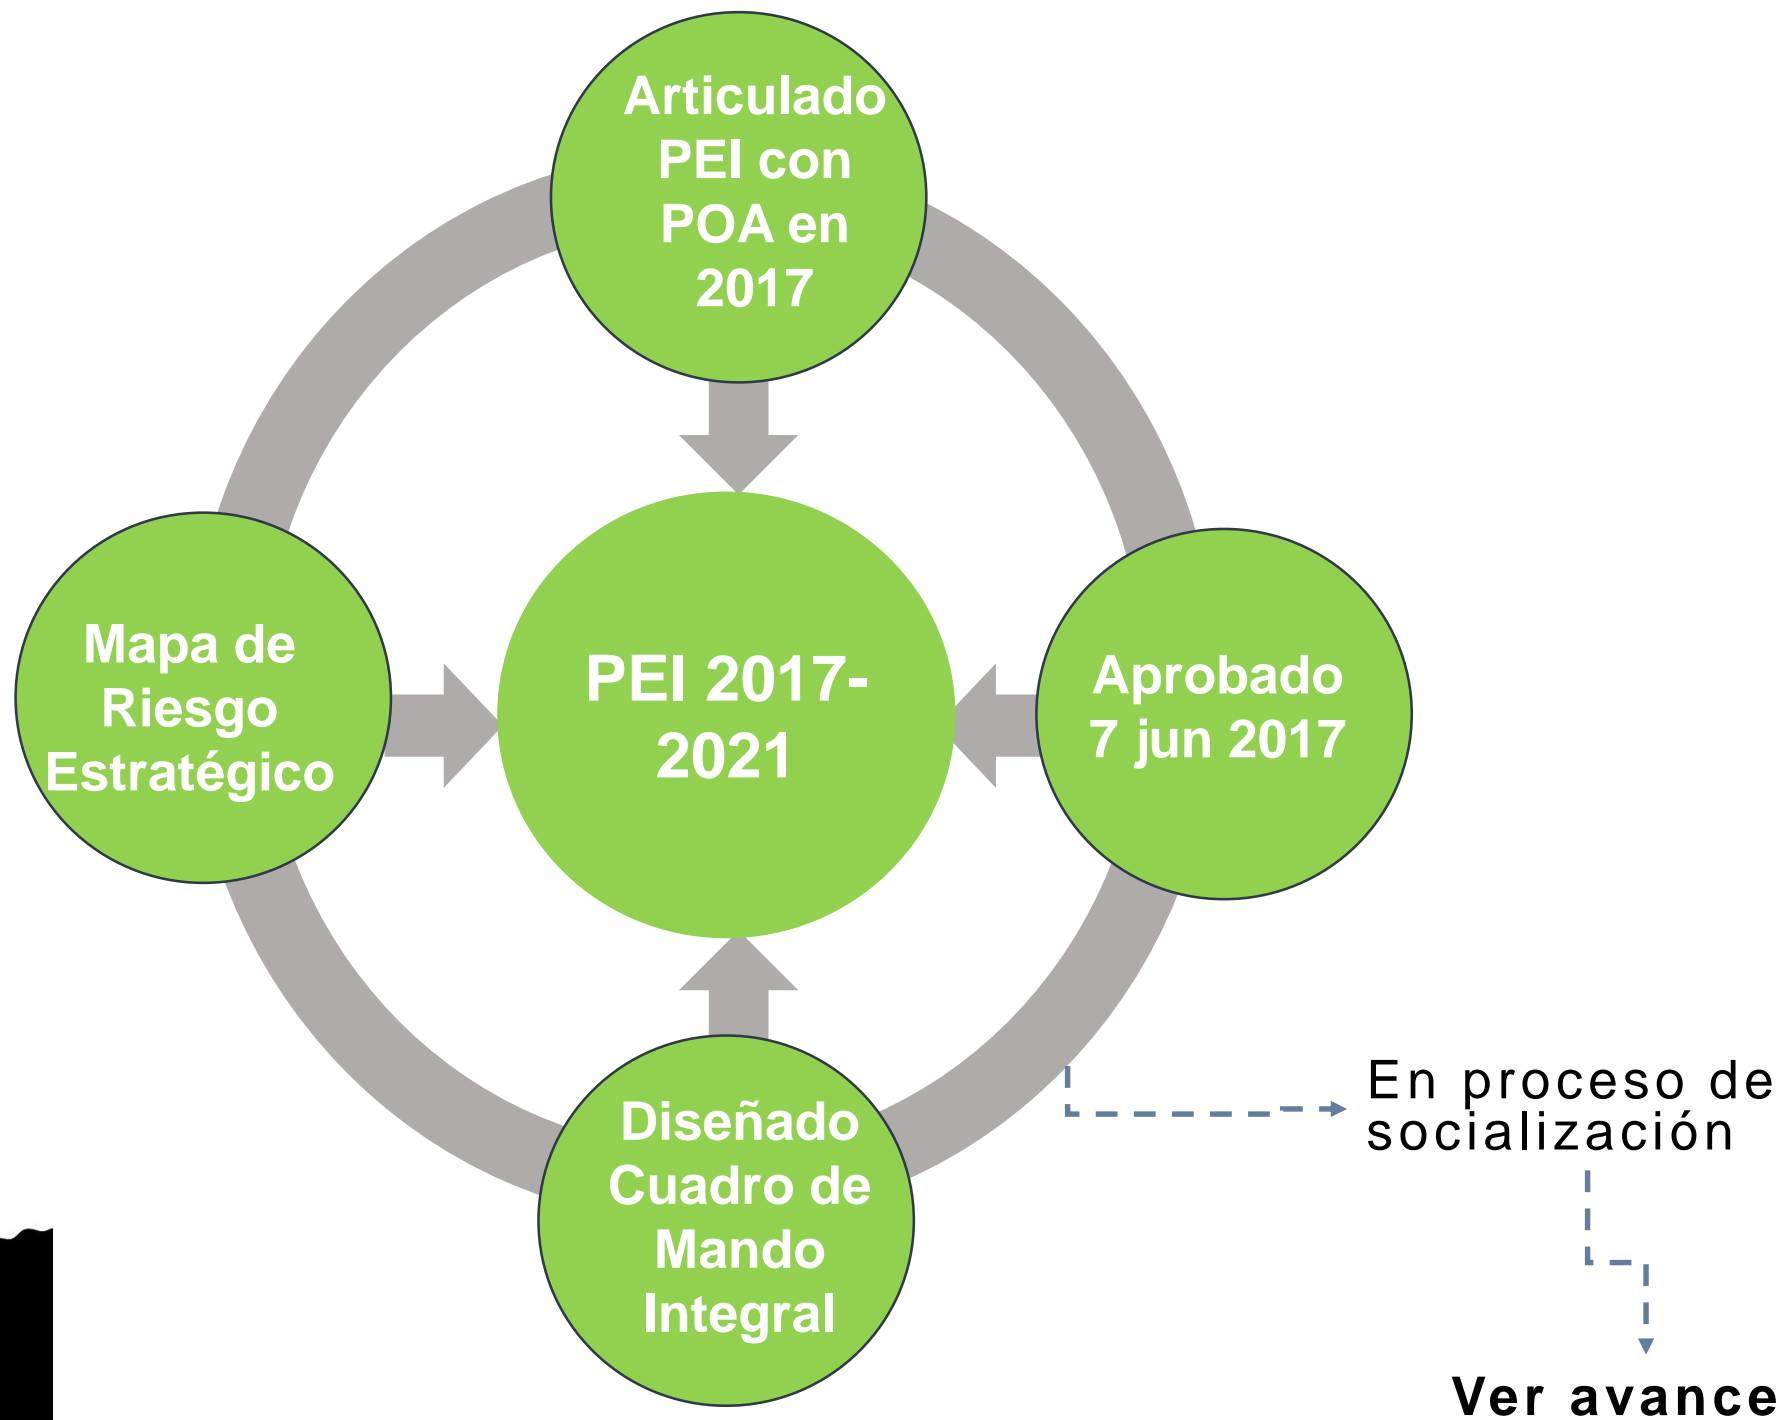 Articulado
PEI con
POA en
2017
Mapa de
Riesgo
Estratégico
PEI 2017-
2021
Aprobado
7 jun 2017
Diseñado
Cuadro de
Mando
Integral
En proceso de
socialización
Ver avance